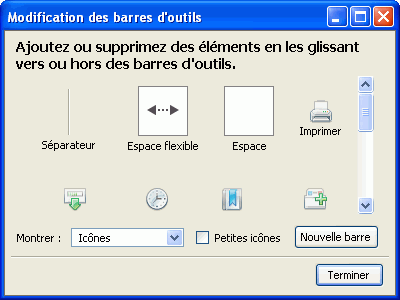 Modification des barres d'outils
Ajoutez ou supprimez des éléments en les glissant
vers ou hors des barres d'outils.
Séparateur
Espace flexible
Espace
Imprimer
Montrer :
Icônes
Petites icônes
Nouvelle barre
Terminer